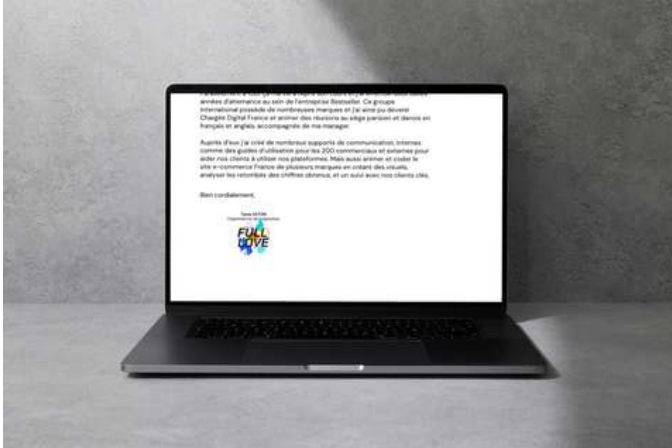 années d'alternance au sein de l'entreprise Bestseller. Ce groupe
international possède de nombreuses marques et j'ai ainsi pu devenir
Chargée Digital France et animer des réunions au siège parisien et danois en
français et anglais, accompagnée de ma manager.
Auprès d'eux j'ai créé de nombreux supports de communication, internes
comme des guides d'utilisation pour les 200 commerciaux et externes pour
aider nos clients à utiliser nos plateformes. Mais aussi animer et coder le
site e-commerce France de plusieurs marques en créant des visuels,
analyser les retombés des chiffres obtenus, et un suivi avec nos clients clés.
Bien cordialement,
FULL
LOVE